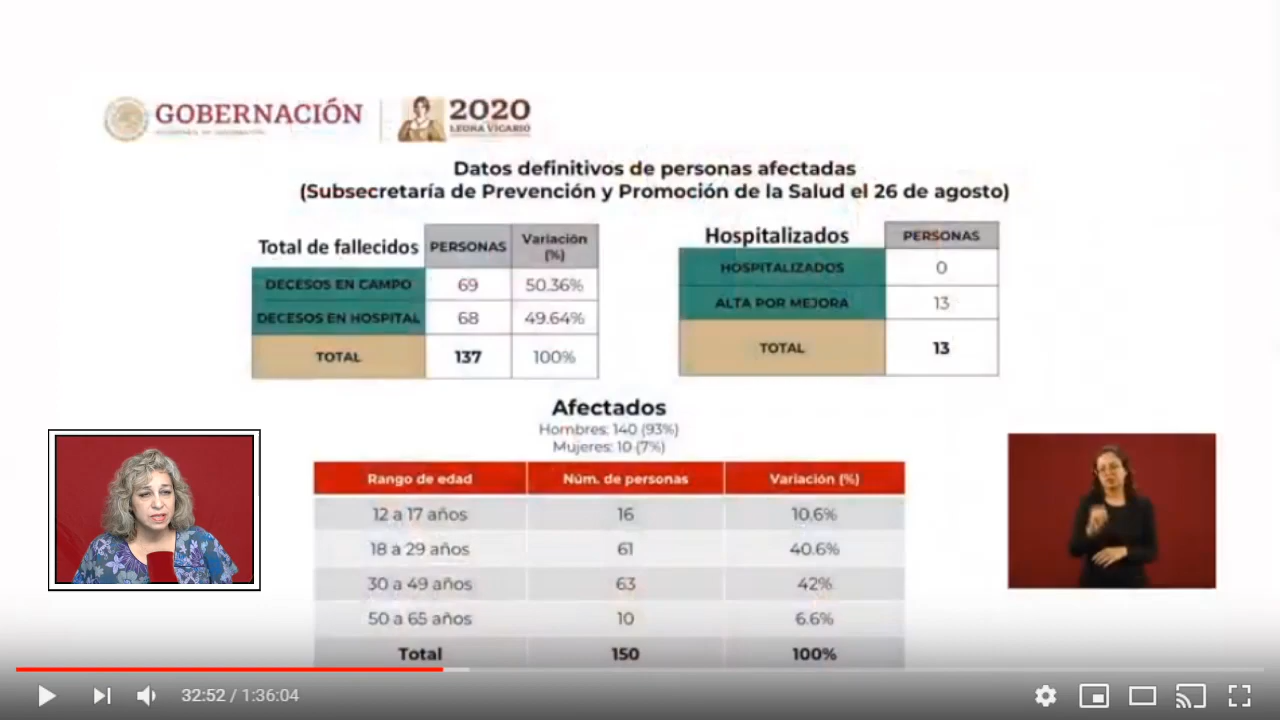 GOBERNACIÓN
2020
LEONA VICARIO
Datos definitivos de personas afectadas
(Subsecretaría de Prevención y Promoción de la Salud el 26 de agosto)
Total de fallecidos PERSONAS Variación (%)
DECESOS EN CAMPO 69 50.36%
DECESOS EN HOSPITAL 68 49.64%
TOTAL 137 100%
Hospitalizados PERSONAS
HOSPITALIZADOS 0
ALTA POR MEJORA 13
TOTAL 13
Afectados
Hombres: 140 (93%)
Mujeres: 10 (7%)
Rango de edad Núm. de personas Variación (%)
12 a 17 años 16 10.6%
18 a 29 años 61 40.6%
30 a 49 años 63 42%
50 a 65 años 10 6.6%
Total 150 100%
32:52 / 1:36:04